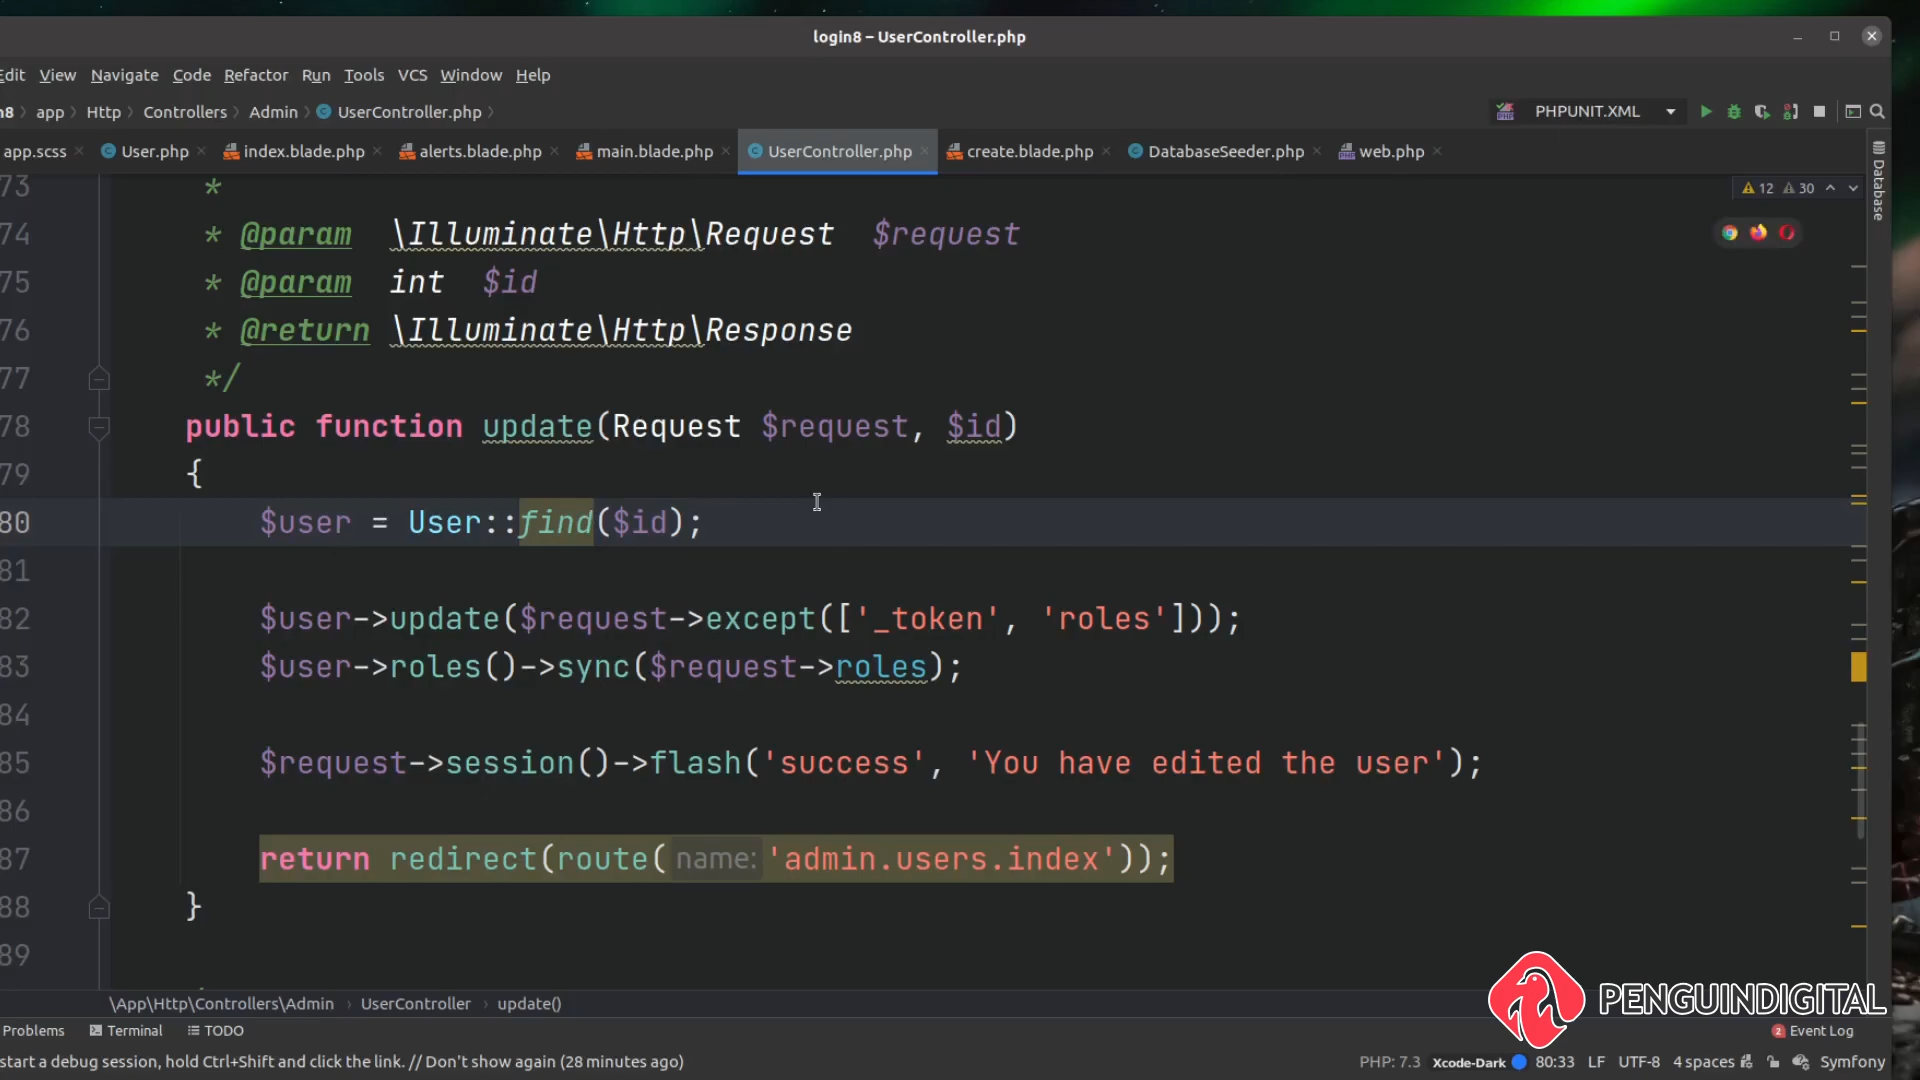 login8 – UserController.php
Edit View Navigate Code Refactor Run Tools VCS Window Help
n8 app Http Controllers Admin UserController.php PHPUNIT.XML
app.scss User.php index.blade.php alerts.blade.php main.blade.php UserController.php create.blade.php DatabaseSeeder.php web.php
Database
12 30
73 *
74 * @param \Illuminate\Http\Request $request
75 * @param int $id
76 * @return \Illuminate\Http\Response
77 */
78 public function update(Request $request, $id)
79 {
80 $user = User::find($id);
81
82 $user->update($request->except(['_token', 'roles']));
83 $user->roles()->sync($request->roles);
84
85 $request->session()->flash('success', 'You have edited the user');
86
87 return redirect(route( name: 'admin.users.index'));
88 }
89
\App\Http\Controllers\Admin › UserController › update()
PENGUINDIGITAL
Problems Terminal TODO 2 Event Log
start a debug session, hold Ctrl+Shift and click the link. // Don't show again (28 minutes ago) PHP: 7.3 Xcode-Dark 80:33 LF UTF-8 4 spaces Symfony